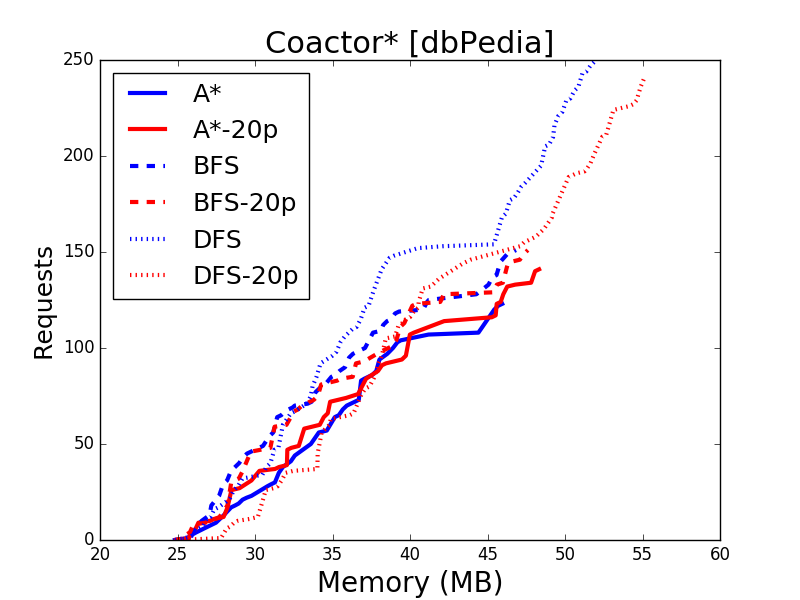 Coactor* [dbPedia]
250
200
150
100
50
0
Requests
A*
A*-20p
BFS
BFS-20p
DFS
DFS-20p
20 25 30 35 40 45 50 55 60
Memory (MB)